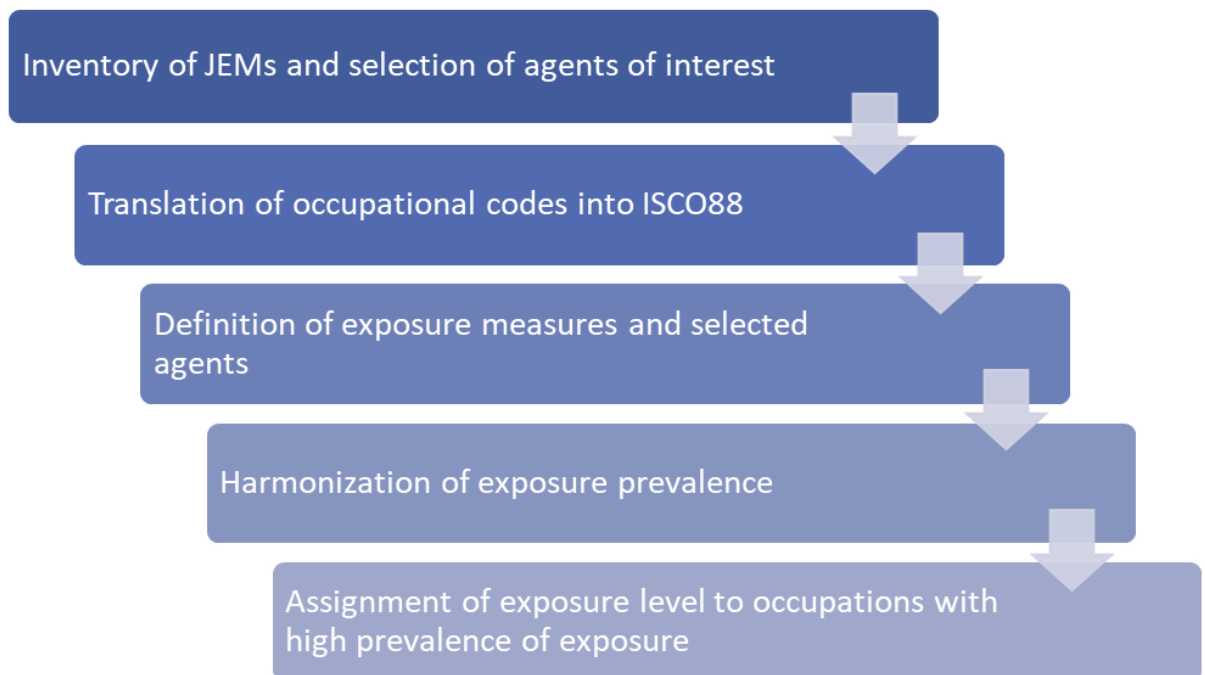 Inventory of JEMs and selection of agents of interest
Translation of occupational codes into ISCO88
Definition of exposure measures and selected
agents
Harmonization of exposure prevalence
Assignment of exposure level to occupations with
high prevalence of exposure